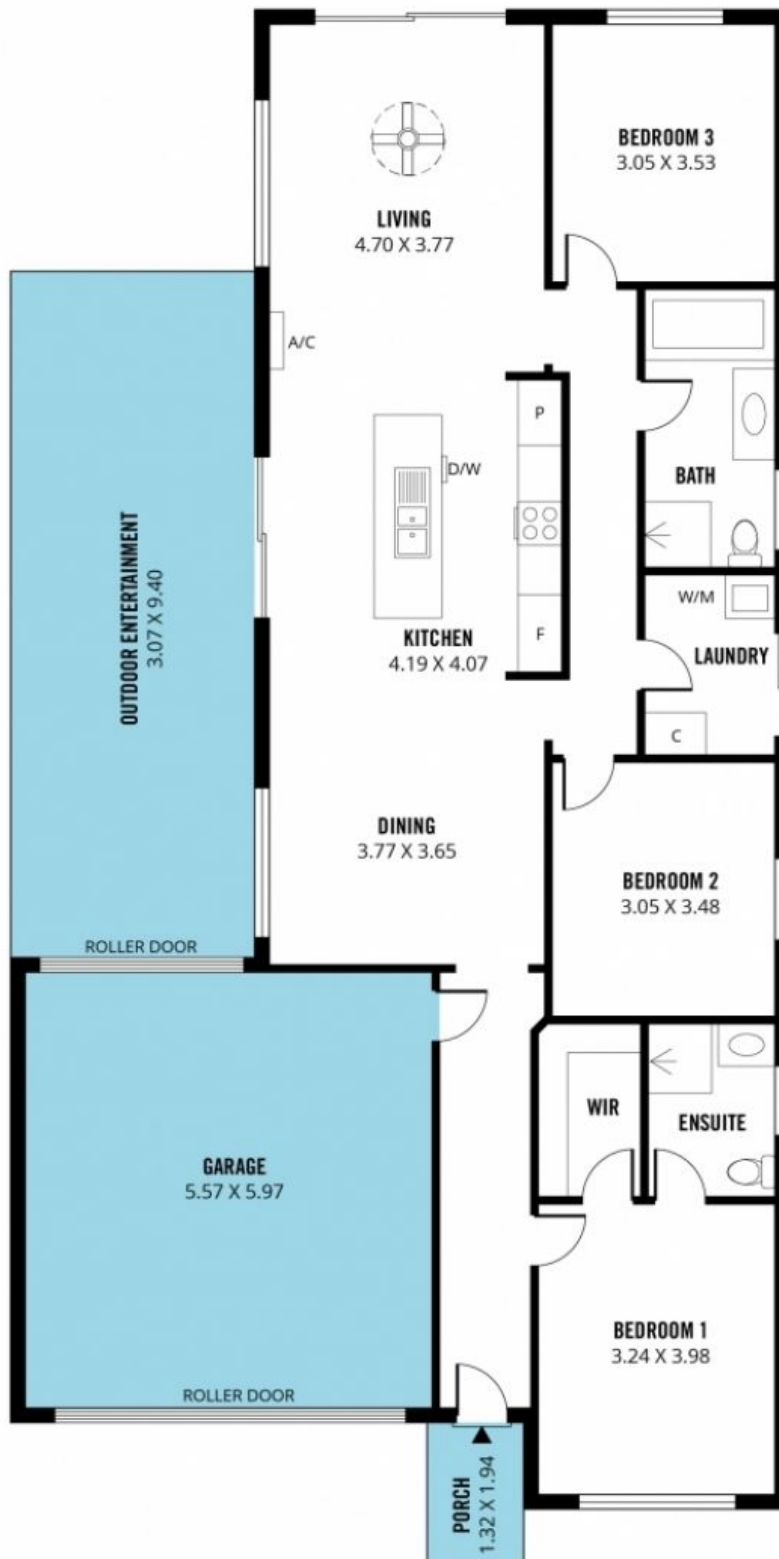 BEDROOM 3
3.05 X 3.53
LIVING
4.70 X 3.77
A/C
P
D/W
BATH
OUTDOOR ENTERTAINMENT
3.07 X 9.40
W/M
KITCHEN
4.19 X 4.07
F
LAUNDRY
C
DINING
3.77 X 3.65
BEDROOM 2
3.05 X 3.48
ROLLER DOOR
WIR
ENSUITE
GARAGE
5.57 X 5.97
BEDROOM 1
3.24 X 3.98
ROLLER DOOR
PORCH
1.32 X 1.94